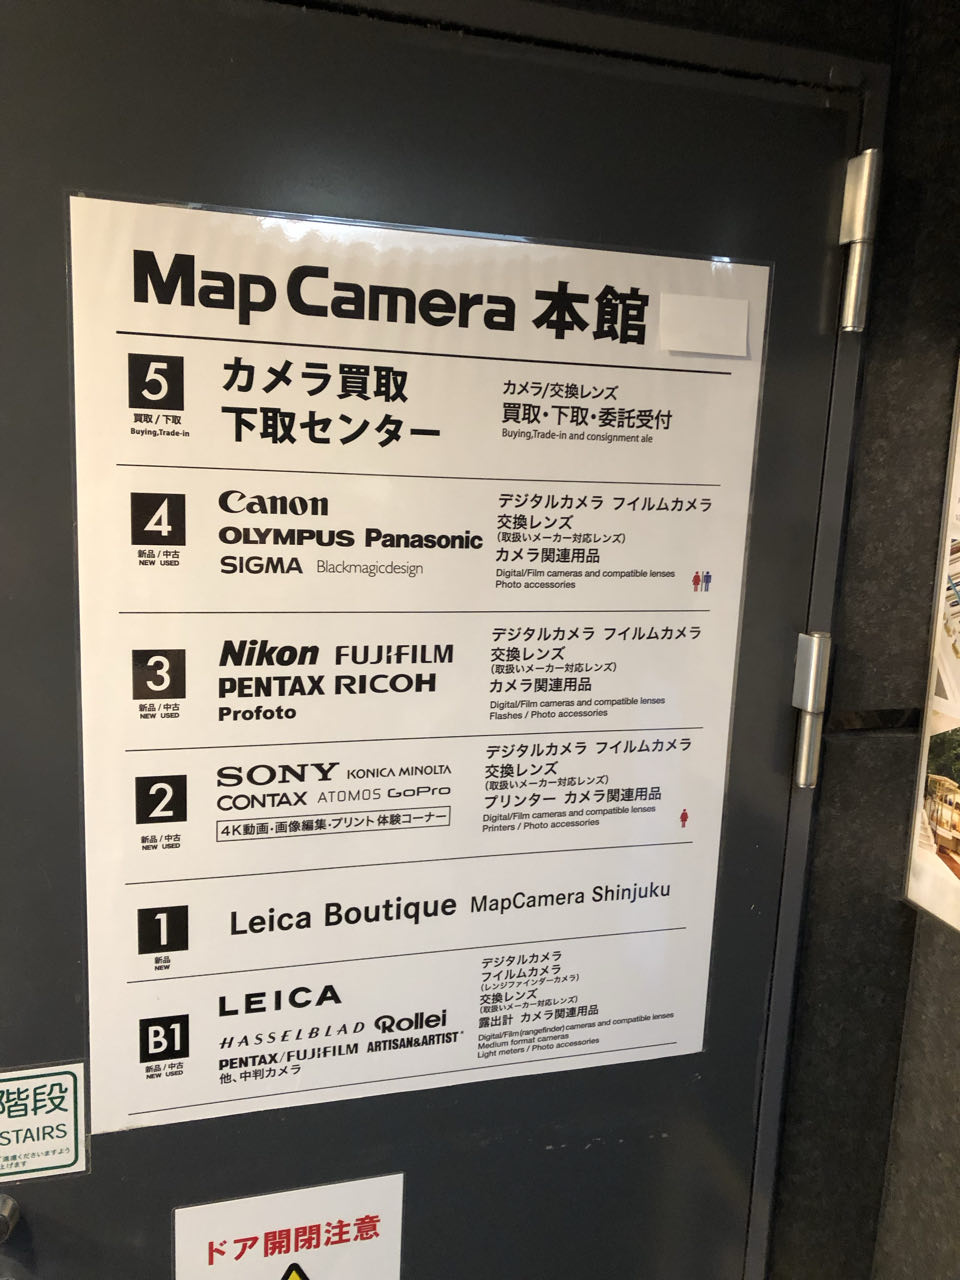 Map Camera 本館
5
買取 / 下取
Buying,Trade-in
カメラ買取
下取センター
カメラ/交換レンズ
買取・下取・委託受付
Buying,Trade-in and consignment ale
4
新品 / 中古
NEW USED
Canon
OLYMPUS Panasonic
SIGMA Blackmagicdesign
デジタルカメラ フイルムカメラ
交換レンズ
(取扱いメーカー対応レンズ)
カメラ関連用品
Digital/Film cameras and compatible lenses
Photo accessories
3
新品 / 中古
NEW USED
Nikon FUJIFILM
PENTAX RICOH
Profoto
デジタルカメラ フイルムカメラ
交換レンズ
(取扱いメーカー対応レンズ)
カメラ関連用品
Digital/Film cameras and compatible lenses
Flashes / Photo accessories
2
新品 / 中古
NEW USED
SONY KONICA MINOLTA
CONTAX ATOMOS GoPro
4K動画・画像編集・プリント体験コーナー
デジタルカメラ フイルムカメラ
交換レンズ
(取扱いメーカー対応レンズ)
プリンター カメラ関連用品
Digital/Film cameras and compatible lenses
Printers / Photo accessories
1
新品
NEW
Leica Boutique MapCamera Shinjuku
B1
新品 / 中古
NEW USED
LEICA
HASSELBLAD Rollei
PENTAX/FUJIFILM ARTISAN&ARTIST*
他、中判カメラ
デジタルカメラ
フイルムカメラ
(レンジファインダーカメラ)
交換レンズ
(取扱いメーカー対応レンズ)
露出計 カメラ関連用品
Digital/Film(rangefinder) cameras and compatible lenses
Medium format cameras
Light meters / Photo accessories
階段
STAIRS
ご遠慮くださいますよう
上げます
ドア開閉注意